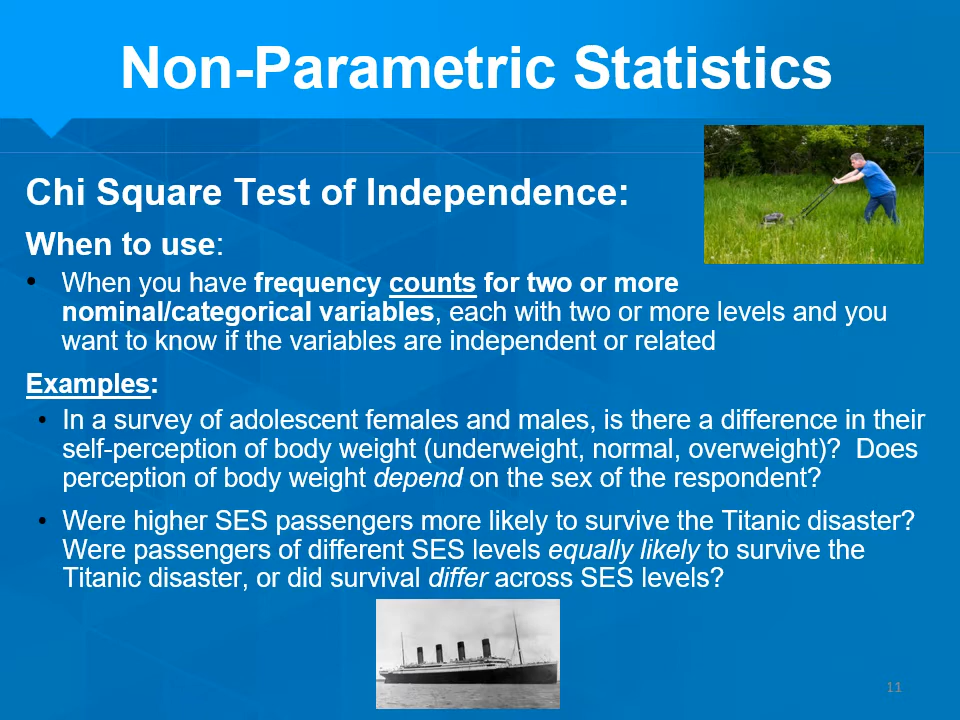 Non-Parametric Statistics
Chi Square Test of Independence:
When to use:
• When you have frequency counts for two or more
nominal/categorical variables, each with two or more levels and you
want to know if the variables are independent or related
Examples:
• In a survey of adolescent females and males, is there a difference in their
self-perception of body weight (underweight, normal, overweight)?  Does
perception of body weight depend on the sex of the respondent?
• Were higher SES passengers more likely to survive the Titanic disaster?
Were passengers of different SES levels equally likely to survive the
Titanic disaster, or did survival differ across SES levels?
11